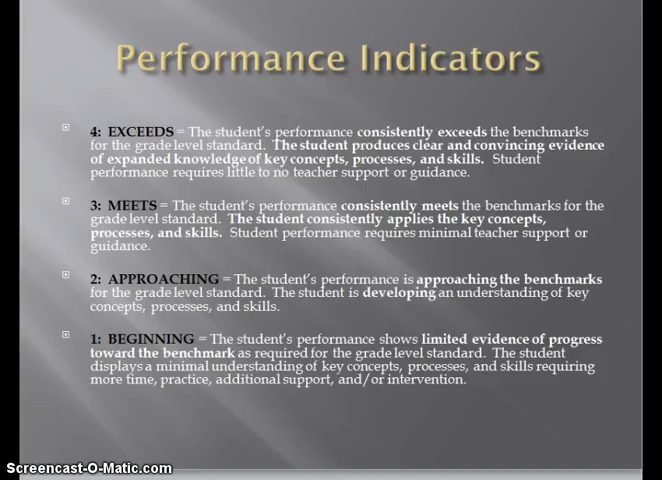 Performance Indicators
4: EXCEEDS = The student's performance consistently exceeds the benchmarks
for the grade level standard. The student produces clear and convincing evidence
of expanded knowledge of key concepts, processes, and skills. Student
performance requires little to no teacher support or guidance.
3: MEETS = The student's performance consistently meets the benchmarks for the
grade level standard. The student consistently applies the key concepts,
processes, and skills. Student performance requires minimal teacher support or
guidance.
2: APPROACHING = The student's performance is approaching the benchmarks
for the grade level standard. The student is developing an understanding of key
concepts, processes, and skills.
1: BEGINNING = The student's performance shows limited evidence of progress
toward the benchmark as required for the grade level standard. The student
displays a minimal understanding of key concepts, processes, and skills requiring
more time, practice, additional support, and/or intervention.
Screencast-O-Matic.com